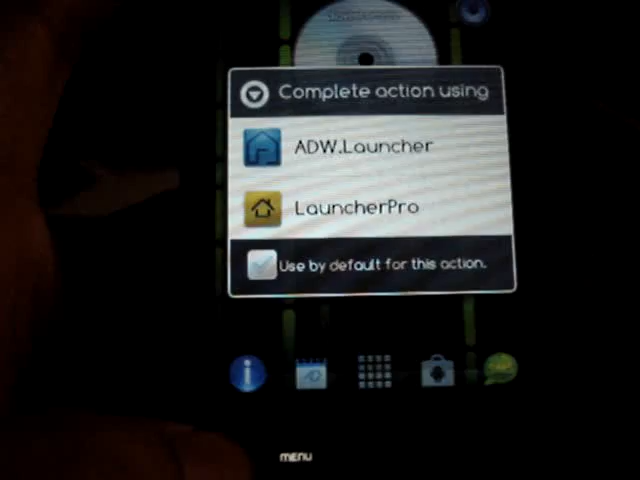 Complete action using
ADW.Launcher
LauncherPro
Use by default for this action.
MENU